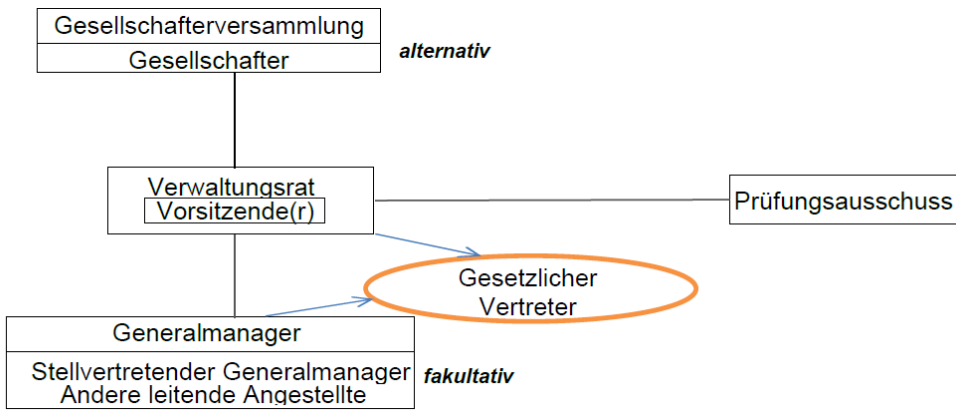 Gesellschafterversammlung
Gesellschafter
alternativ
Verwaltungsrat
Vorsitzende(r)
Prüfungsausschuss
Gesetzlicher
Vertreter
Generalmanager
Stellvertretender Generalmanager
Andere leitende Angestellte
fakultativ